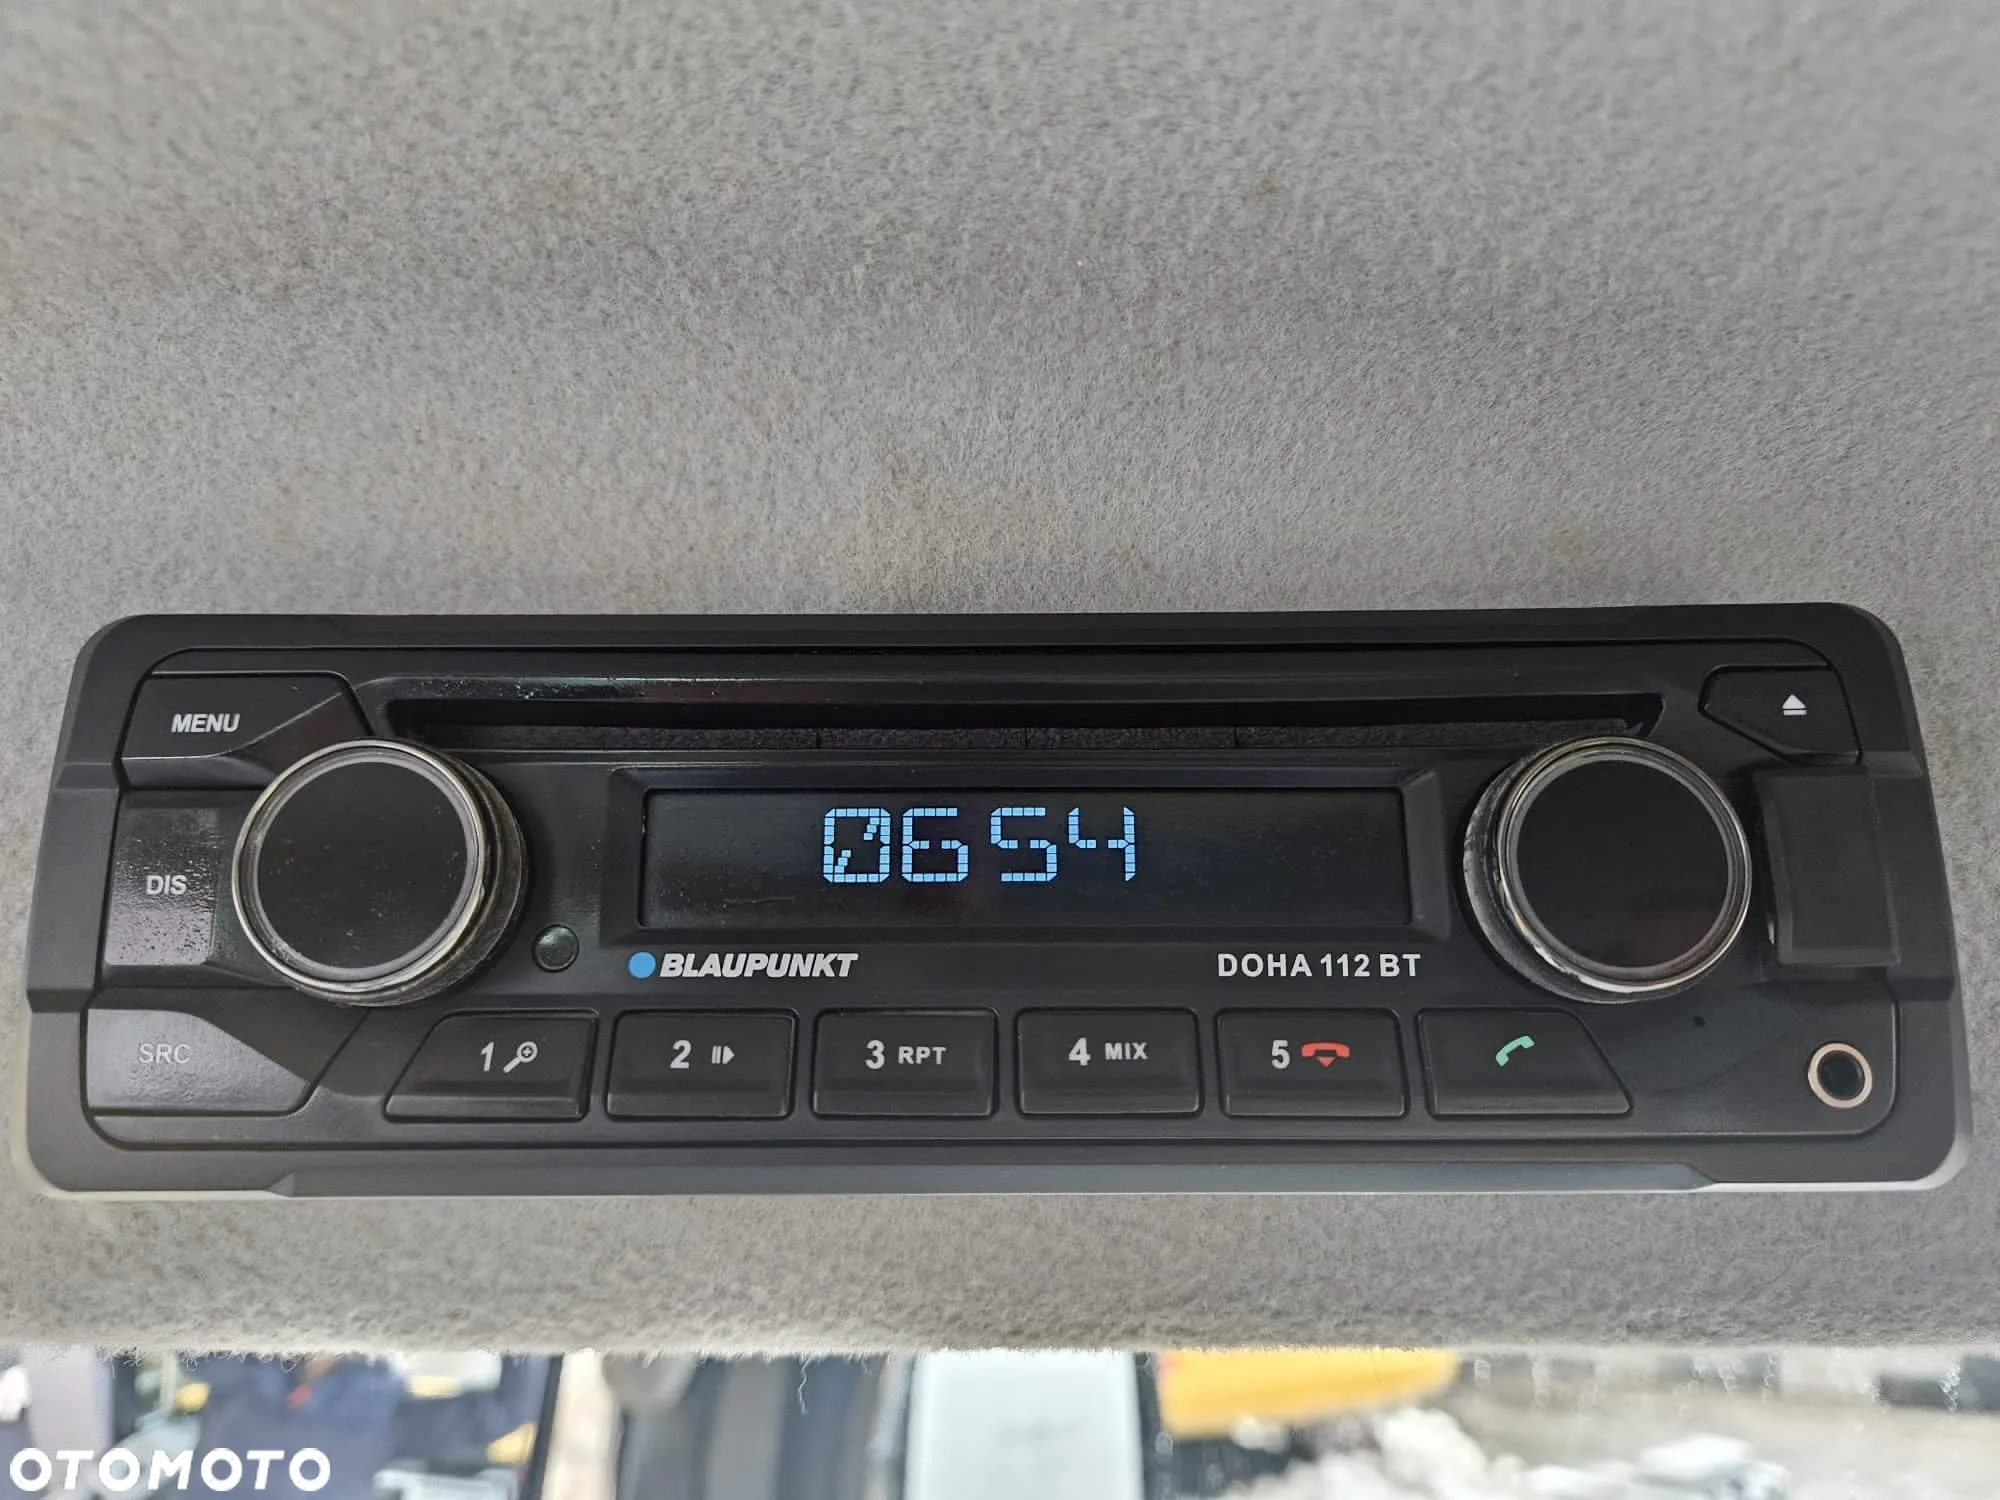 MENU
0654
DIS
BLAUPUNKT
DOHA 112 BT
SRC
1
2
3 RPT
4 MIX
5
OTOMOTO